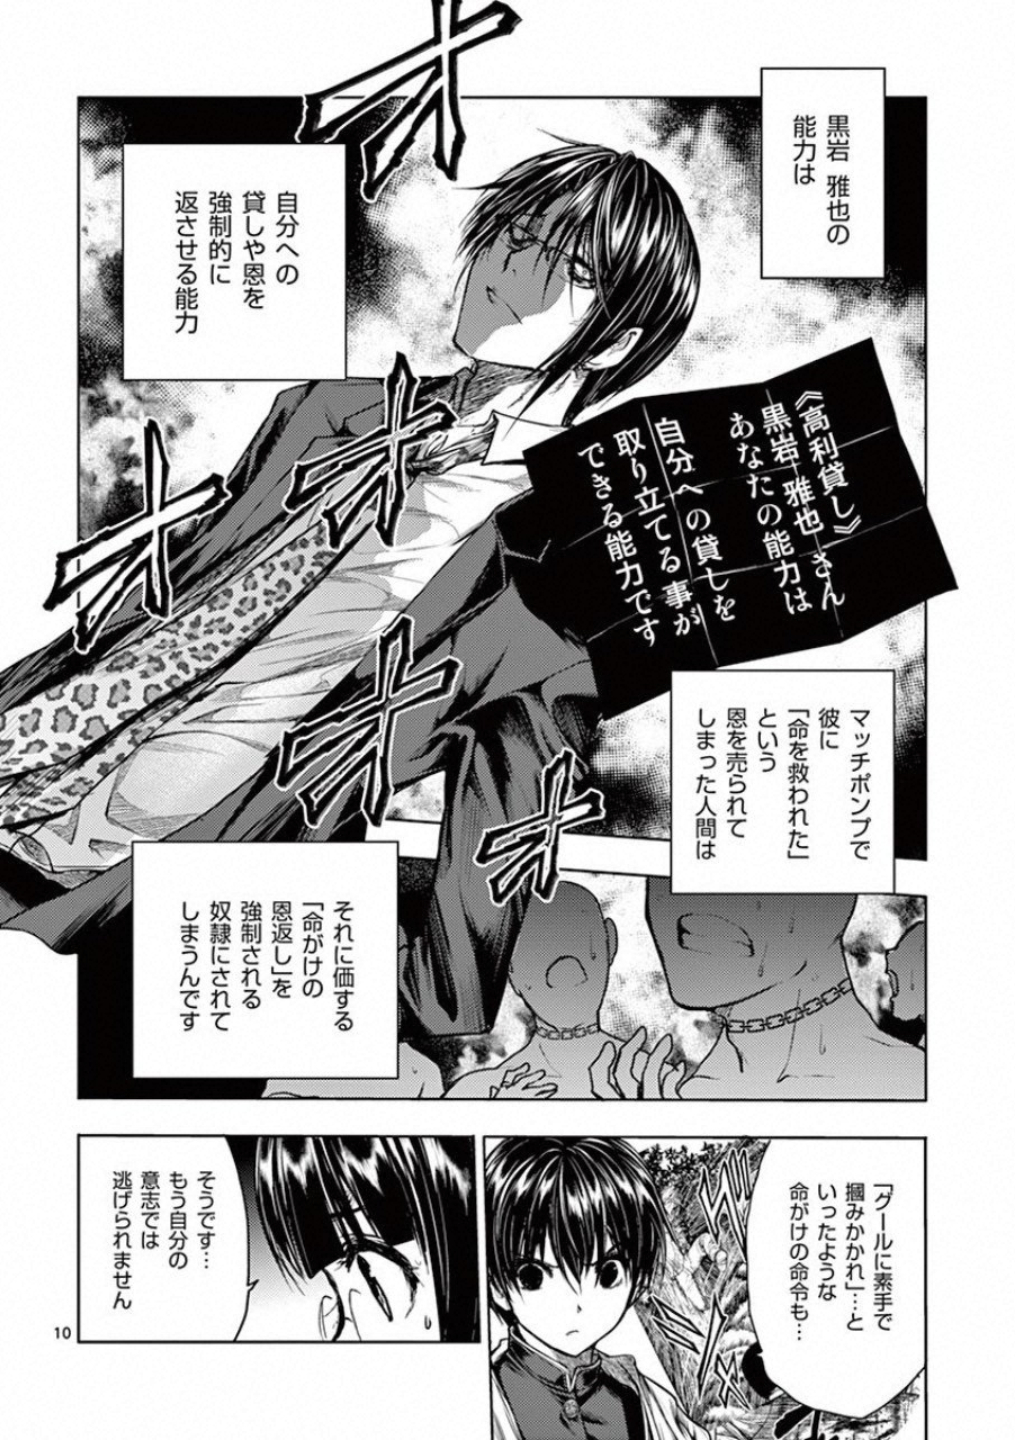 黒岩 雅也の
能力は
自分への
貸しや恩を
強制的に
返させる能力
オ
オ
オ
オ
オ
オ
《高利貸し》
黒岩 雅也さん
あなたの能力は
自分への貸しを
取り立てる事が
できる能力です
マッチポンプで
彼に
「命を救われた」
という
恩を売られて
しまった人間は
それに価する
「命がけの
恩返し」を
強制される
奴隷にされて
しまうんです
「グールに素手で
掴みかかれ」…と
いったような
命がけの命令も…
そうです…
もう自分の
意志では
逃げられません
10